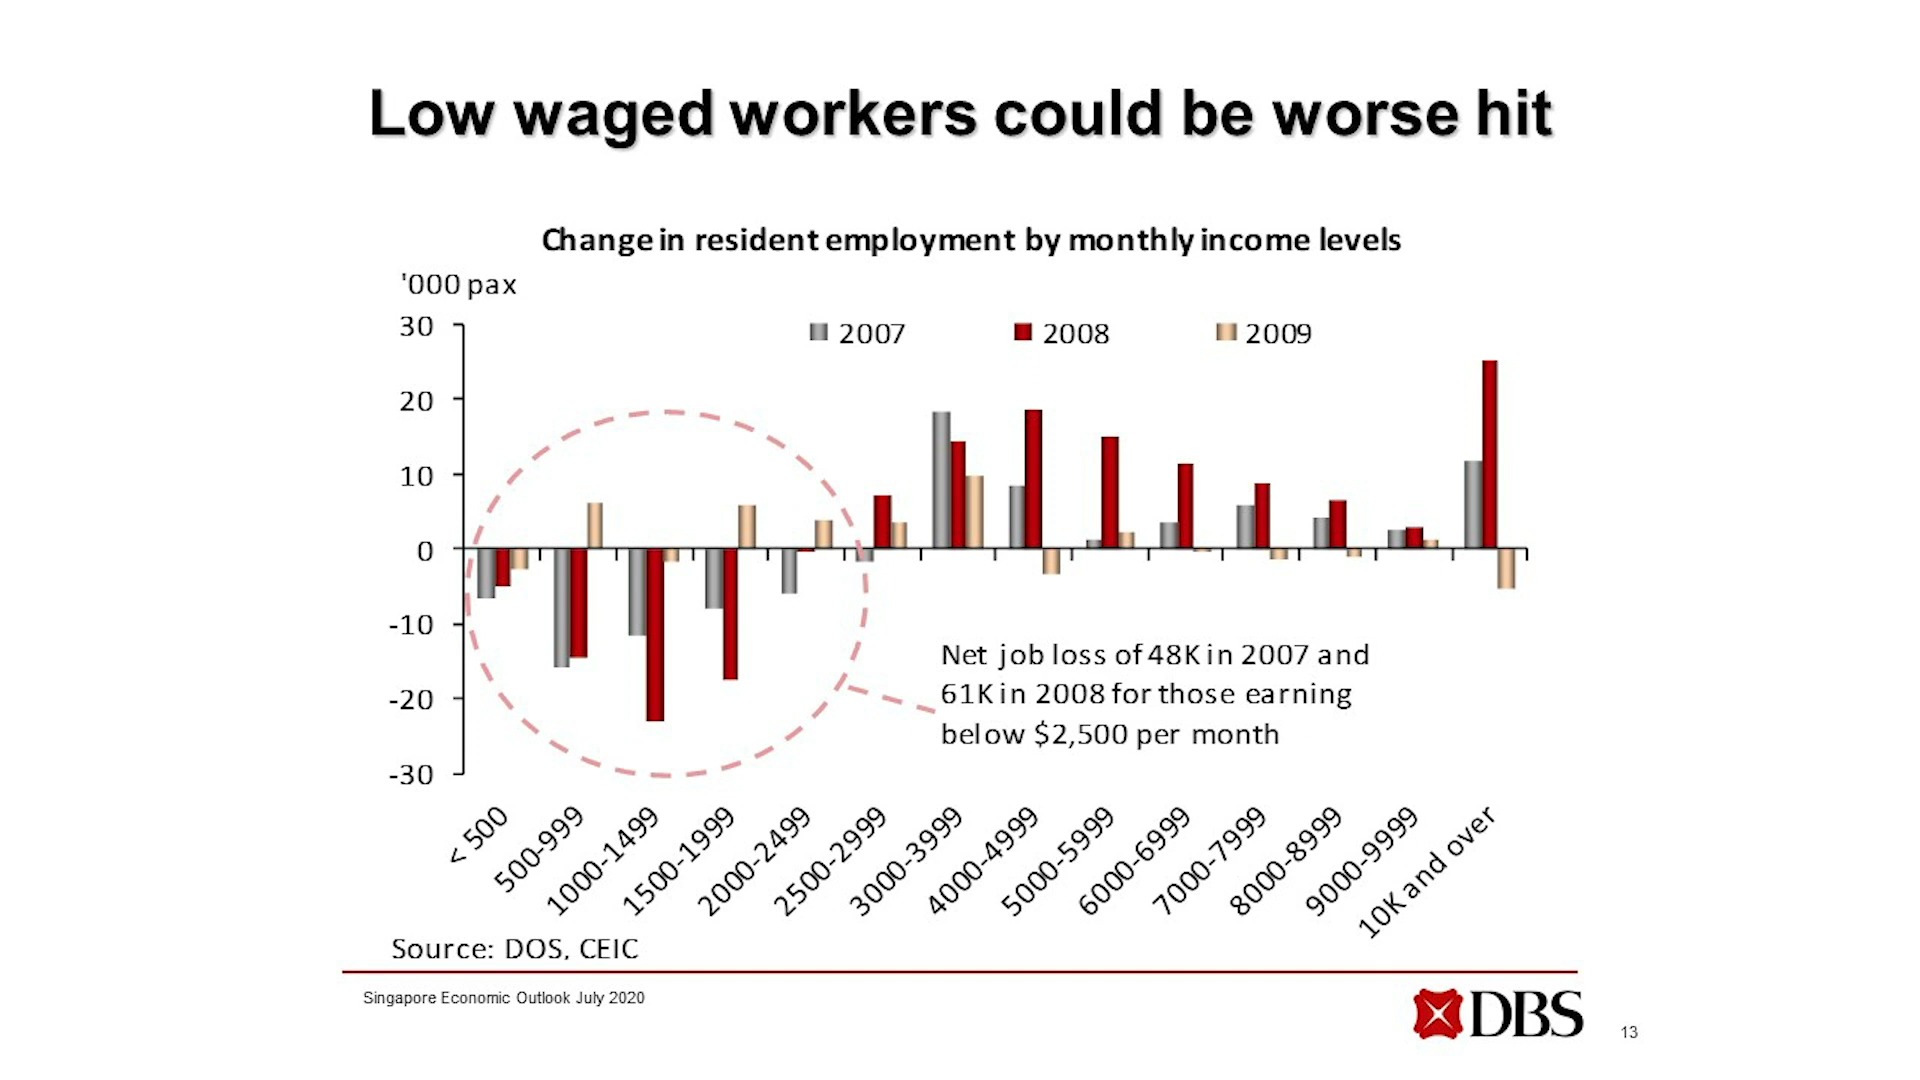 Low waged workers could be worse hit
Change in resident employment by monthly income levels
'000 pax
2007 2008 2009
30
20
10
0
-10
-20
-30
Net job loss of 48K in 2007 and
61K in 2008 for those earning
below $2,500 per month
< 500
500-999
1000-1499
1500-1999
2000-2499
2500-2999
3000-3999
4000-4999
5000-5999
6000-6999
7000-7999
8000-8999
9000-9999
10K and over
Source: DOS, CEIC
Singapore Economic Outlook July 2020
DBS
13